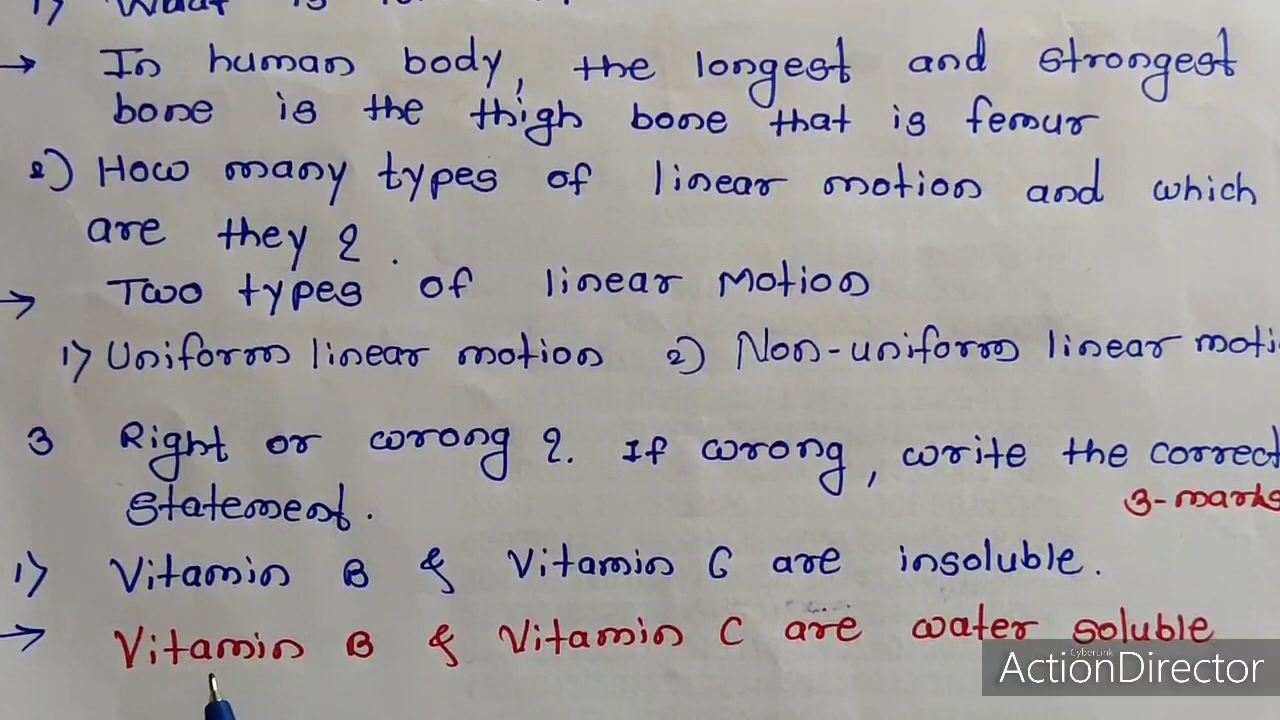 → In human body, the longest and strongest
bone is the thigh bone that is femur
2) How many types of linear motion and which
are they ?
→ Two types of linear motion
1) Uniform linear motion 2) Non-uniform linear moti
3 Right or wrong ?. If wrong, write the correct
statement.
3-marks
1) Vitamin B & Vitamin C are insoluble.
→ Vitamin B & Vitamin C are water soluble
CyberLink
ActionDirector